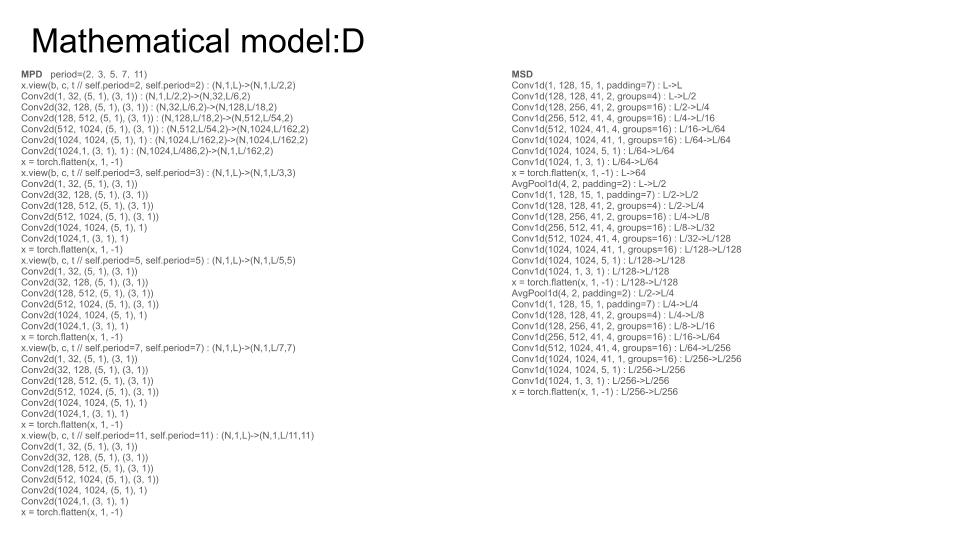 Mathematical model:D
MPD period=(2, 3, 5, 7, 11)
x.view(b, c, t // self.period=2, self.period=2) : (N,1,L)->(N,1,L/2,2)
Conv2d(1, 32, (5, 1), (3, 1)) : (N,1,L/2,2)->(N,32,L/6,2)
Conv2d(32, 128, (5, 1), (3, 1)) : (N,32,L/6,2)->(N,128,L/18,2)
Conv2d(128, 512, (5, 1), (3, 1)) : (N,128,L/18,2)->(N,512,L/54,2)
Conv2d(512, 1024, (5, 1), (3, 1)) : (N,512,L/54,2)->(N,1024,L/162,2)
Conv2d(1024, 1024, (5, 1), 1) : (N,1024,L/162,2)->(N,1024,L/162,2)
Conv2d(1024,1, (3, 1), 1) : (N,1024,L/486,2)->(N,1,L/162,2)
x = torch.flatten(x, 1, -1)
x.view(b, c, t // self.period=3, self.period=3) : (N,1,L)->(N,1,L/3,3)
Conv2d(1, 32, (5, 1), (3, 1))
Conv2d(32, 128, (5, 1), (3, 1))
Conv2d(128, 512, (5, 1), (3, 1))
Conv2d(512, 1024, (5, 1), (3, 1))
Conv2d(1024, 1024, (5, 1), 1)
Conv2d(1024,1, (3, 1), 1)
x = torch.flatten(x, 1, -1)
x.view(b, c, t // self.period=5, self.period=5) : (N,1,L)->(N,1,L/5,5)
Conv2d(1, 32, (5, 1), (3, 1))
Conv2d(32, 128, (5, 1), (3, 1))
Conv2d(128, 512, (5, 1), (3, 1))
Conv2d(512, 1024, (5, 1), (3, 1))
Conv2d(1024, 1024, (5, 1), 1)
Conv2d(1024,1, (3, 1), 1)
x = torch.flatten(x, 1, -1)
x.view(b, c, t // self.period=7, self.period=7) : (N,1,L)->(N,1,L/7,7)
Conv2d(1, 32, (5, 1), (3, 1))
Conv2d(32, 128, (5, 1), (3, 1))
Conv2d(128, 512, (5, 1), (3, 1))
Conv2d(512, 1024, (5, 1), (3, 1))
Conv2d(1024, 1024, (5, 1), 1)
Conv2d(1024,1, (3, 1), 1)
x = torch.flatten(x, 1, -1)
x.view(b, c, t // self.period=11, self.period=11) : (N,1,L)->(N,1,L/11,11)
Conv2d(1, 32, (5, 1), (3, 1))
Conv2d(32, 128, (5, 1), (3, 1))
Conv2d(128, 512, (5, 1), (3, 1))
Conv2d(512, 1024, (5, 1), (3, 1))
Conv2d(1024, 1024, (5, 1), 1)
Conv2d(1024,1, (3, 1), 1)
x = torch.flatten(x, 1, -1)
MSD
Conv1d(1, 128, 15, 1, padding=7) : L->L
Conv1d(128, 128, 41, 2, groups=4) : L->L/2
Conv1d(128, 256, 41, 2, groups=16) : L/2->L/4
Conv1d(256, 512, 41, 4, groups=16) : L/4->L/16
Conv1d(512, 1024, 41, 4, groups=16) : L/16->L/64
Conv1d(1024, 1024, 41, 1, groups=16) : L/64->L/64
Conv1d(1024, 1024, 5, 1) : L/64->L/64
Conv1d(1024, 1, 3, 1) : L/64->L/64
x = torch.flatten(x, 1, -1) : L->64
AvgPool1d(4, 2, padding=2) : L->L/2
Conv1d(1, 128, 15, 1, padding=7) : L/2->L/2
Conv1d(128, 128, 41, 2, groups=4) : L/2->L/4
Conv1d(128, 256, 41, 2, groups=16) : L/4->L/8
Conv1d(256, 512, 41, 4, groups=16) : L/8->L/32
Conv1d(512, 1024, 41, 4, groups=16) : L/32->L/128
Conv1d(1024, 1024, 41, 1, groups=16) : L/128->L/128
Conv1d(1024, 1024, 5, 1) : L/128->L/128
Conv1d(1024, 1, 3, 1) : L/128->L/128
x = torch.flatten(x, 1, -1) : L/128->L/128
AvgPool1d(4, 2, padding=2) : L/2->L/4
Conv1d(1, 128, 15, 1, padding=7) : L/4->L/4
Conv1d(128, 128, 41, 2, groups=4) : L/4->L/8
Conv1d(128, 256, 41, 2, groups=16) : L/8->L/16
Conv1d(256, 512, 41, 4, groups=16) : L/16->L/64
Conv1d(512, 1024, 41, 4, groups=16) : L/64->L/256
Conv1d(1024, 1024, 41, 1, groups=16) : L/256->L/256
Conv1d(1024, 1024, 5, 1) : L/256->L/256
Conv1d(1024, 1, 3, 1) : L/256->L/256
x = torch.flatten(x, 1, -1) : L/256->L/256